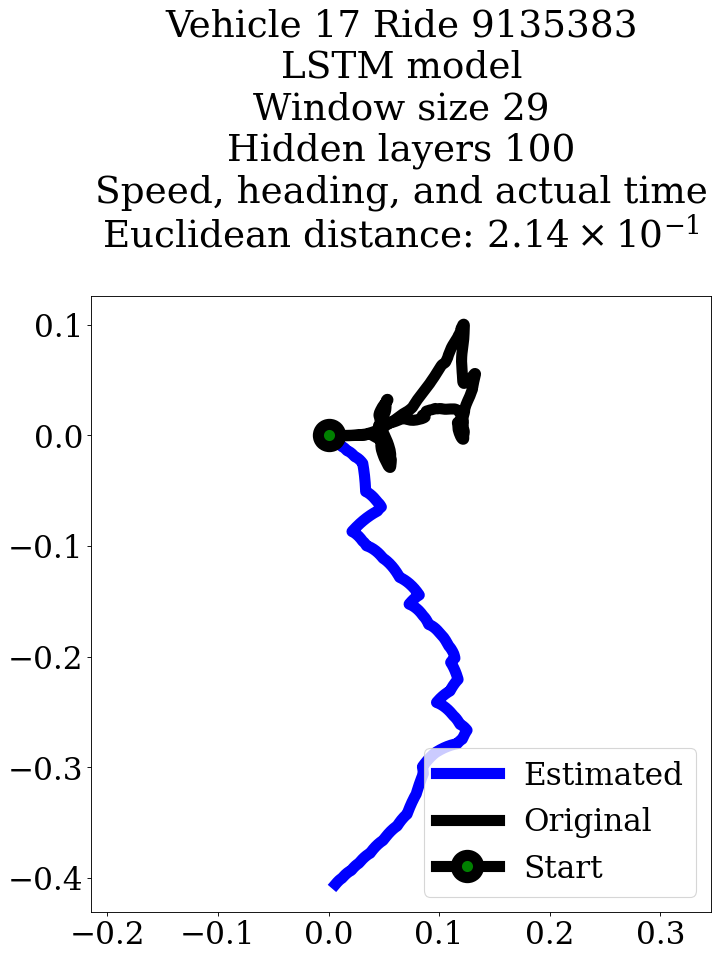 Vehicle 17 Ride 9135383
LSTM model
Window size 29
Hidden layers 100
Speed, heading, and actual time
Euclidean distance: 2.14 × 10⁻¹
0.1
0.0
−0.1
−0.2
−0.3
−0.4
Estimated
Original
Start
−0.2 −0.1 0.0 0.1 0.2 0.3